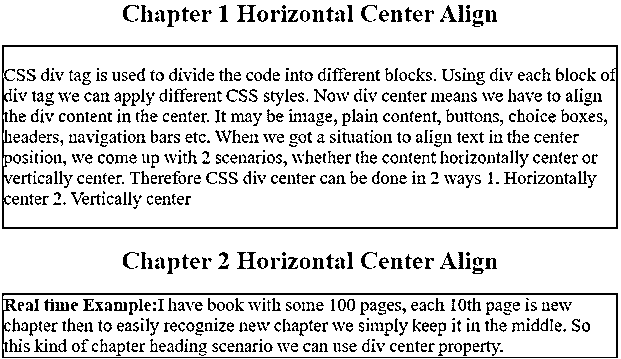 Chapter 1 Horizontal Center Align
CSS div tag is used to divide the code into different blocks. Using div each block of
div tag we can apply different CSS styles. Now div center means we have to align
the div content in the center. It may be image, plain content, buttons, choice boxes,
headers, navigation bars etc. When we got a situation to align text in the center
position, we come up with 2 scenarios, whether the content horizontally center or
vertically center. Therefore CSS div center can be done in 2 ways 1. Horizontally
center 2. Vertically center
Chapter 2 Horizontal Center Align
Real time Example:I have book with some 100 pages, each 10th page is new
chapter then to easily recognize new chapter we simply keep it in the middle. So
this kind of chapter heading scenario we can use div center property.